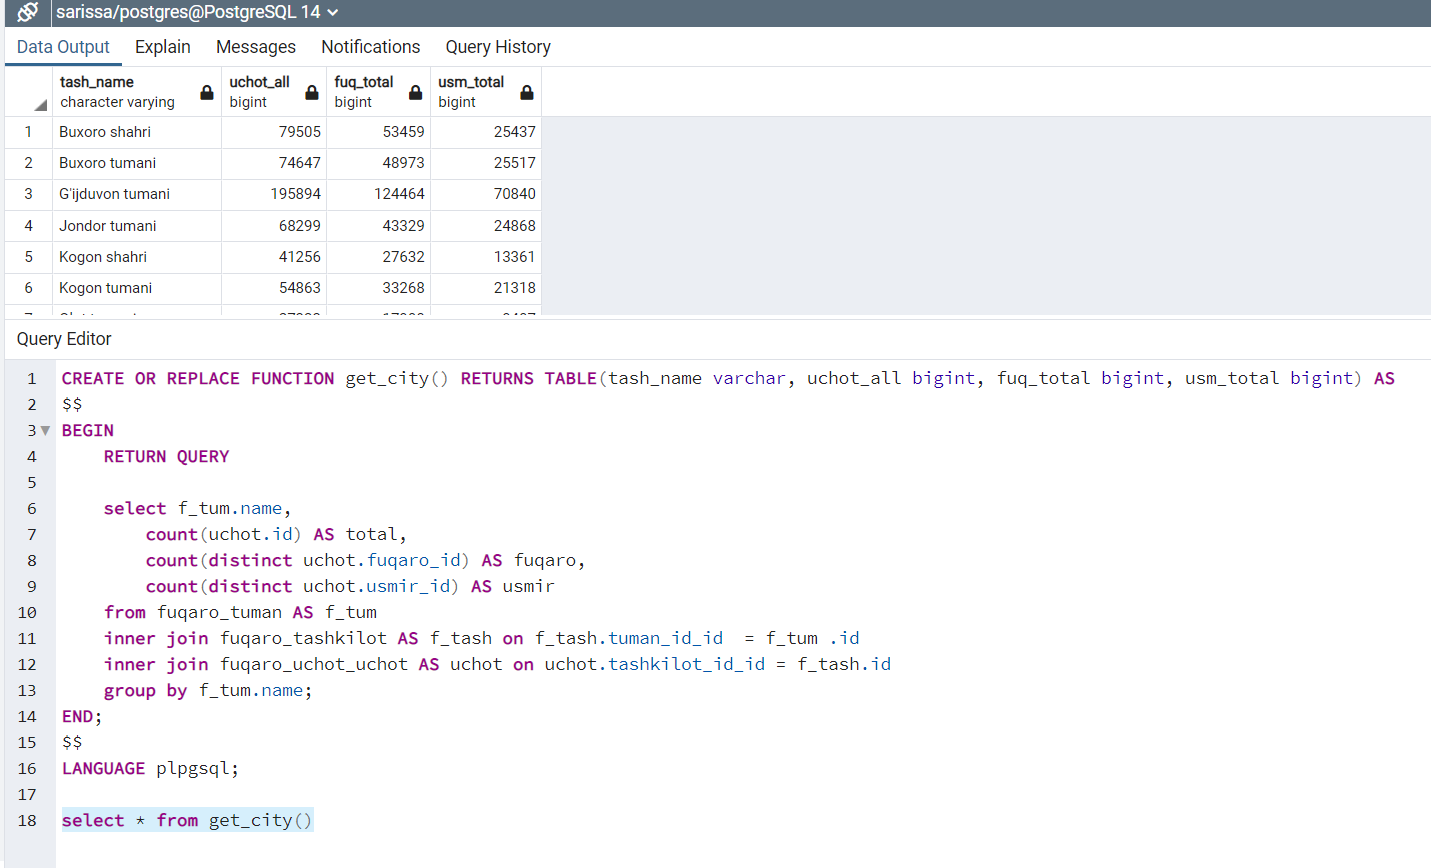 sarissa/postgres@PostgreSQL 14
Data Output Explain Messages Notifications Query History
tash_name uchot_all fuq_total usm_total
character varying bigint bigint bigint
1 Buxoro shahri 79505 53459 25437
2 Buxoro tumani 74647 48973 25517
3 G'ijduvon tumani 195894 124464 70840
4 Jondor tumani 68299 43329 24868
5 Kogon shahri 41256 27632 13361
6 Kogon tumani 54863 33268 21318
Query Editor
1 CREATE OR REPLACE FUNCTION get_city() RETURNS TABLE(tash_name varchar, uchot_all bigint, fuq_total bigint, usm_total bigint) AS
2 $$
3 BEGIN
4 RETURN QUERY
5
6 select f_tum.name,
7 count(uchot.id) AS total,
8 count(distinct uchot.fuqaro_id) AS fuqaro,
9 count(distinct uchot.usmir_id) AS usmir
10 from fuqaro_tuman AS f_tum
11 inner join fuqaro_tashkilot AS f_tash on f_tash.tuman_id_id = f_tum .id
12 inner join fuqaro_uchot_uchot AS uchot on uchot.tashkilot_id_id = f_tash.id
13 group by f_tum.name;
14 END;
15 $$
16 LANGUAGE plpgsql;
17
18 select * from get_city()